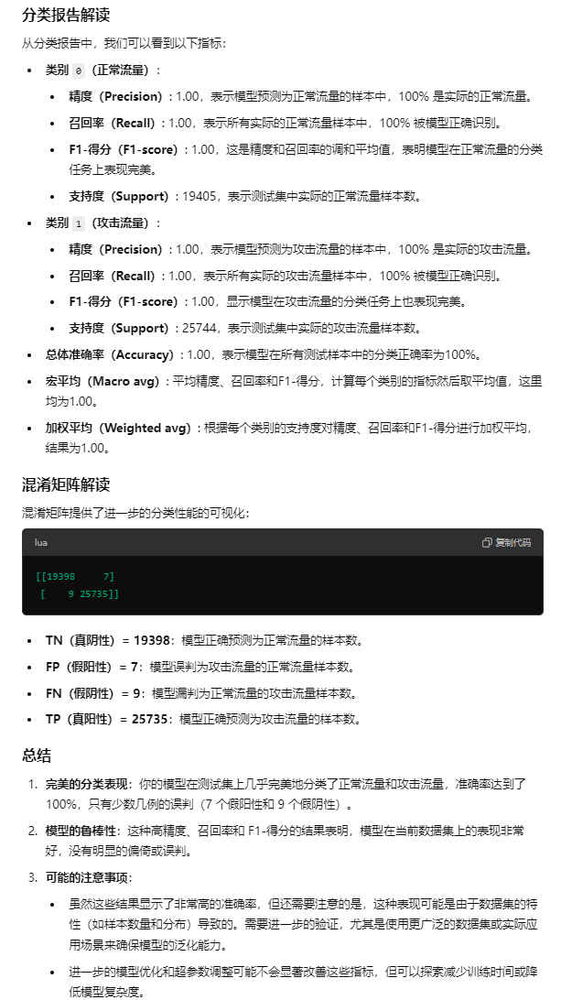 分类报告解读
从分类报告中，我们可以看到以下指标：
• 类别 0（正常流量）：
• 精度（Precision）: 1.00，表示模型预测为正常流量的样本中，100% 是实际的正常流量。
• 召回率（Recall）: 1.00，表示所有实际的正常流量样本中，100% 被模型正确识别。
• F1-得分（F1-score）: 1.00，这是精度和召回率的调和平均值，表明模型在正常流量的分类
任务上表现完美。
• 支持度（Support）: 19405，表示测试集中实际的正常流量样本数。
• 类别 1（攻击流量）：
• 精度（Precision）: 1.00，表示模型预测为攻击流量的样本中，100% 是实际的攻击流量。
• 召回率（Recall）: 1.00，表示所有实际的攻击流量样本中，100% 被模型正确识别。
• F1-得分（F1-score）: 1.00，显示模型在攻击流量的分类任务上也表现完美。
• 支持度（Support）: 25744，表示测试集中实际的攻击流量样本数。
• 总体准确率（Accuracy）: 1.00，表示模型在所有测试样本中的分类正确率为100%。
• 宏平均（Macro avg）: 平均精度、召回率和F1-得分，计算每个类别的指标然后取平均值，这里
均为1.00。
• 加权平均（Weighted avg）: 根据每个类别的支持度对精度、召回率和F1-得分进行加权平均，
结果为1.00。
混淆矩阵解读
混淆矩阵提供了进一步的分类性能的可视化：
lua 复制代码
[[19398     7]
[    9 25735]]
• TN（真阴性）= 19398：模型正确预测为正常流量的样本数。
• FP（假阳性）= 7：模型误判为攻击流量的正常流量样本数。
• FN（假阴性）= 9：模型漏判为正常流量的攻击流量样本数。
• TP（真阳性）= 25735：模型正确预测为攻击流量的样本数。
总结
1. 完美的分类表现：你的模型在测试集上几乎完美地分类了正常流量和攻击流量，准确率达到了
100%，只有少数几例的误判（7 个假阳性和 9 个假阴性）。
2. 模型的鲁棒性：这种高精度、召回率和 F1-得分的结果表明，模型在当前数据集上的表现非常
好，没有明显的偏倚或误判。
3. 可能的注意事项：
• 虽然这些结果显示了非常高的准确率，但还需要注意的是，这种表现可能是由于数据集的特
性（如样本数量和分布）导致的。需要进一步的验证，尤其是使用更广泛的数据集或实际应
用场景来确保模型的泛化能力。
• 进一步的模型优化和超参数调整可能不会显著改善这些指标，但可以探索减少训练时间或降
低模型复杂度。